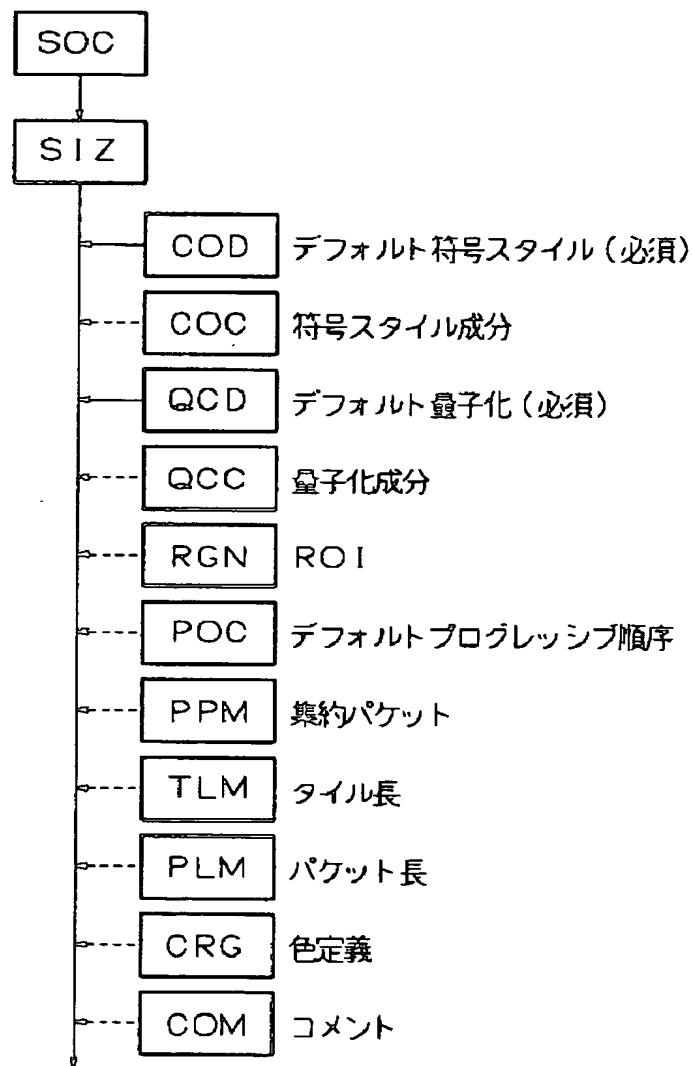 SOC
SIZ
COD デフォルト符号スタイル(必須)
COC 符号スタイル成分
QCD デフォルト量子化(必須)
QCC 量子化成分
RGN ROI
POC デフォルトプログレッシブ順序
PPM 集約パケット
TLM タイル長
PLM パケット長
CRG 色定義
COM コメント